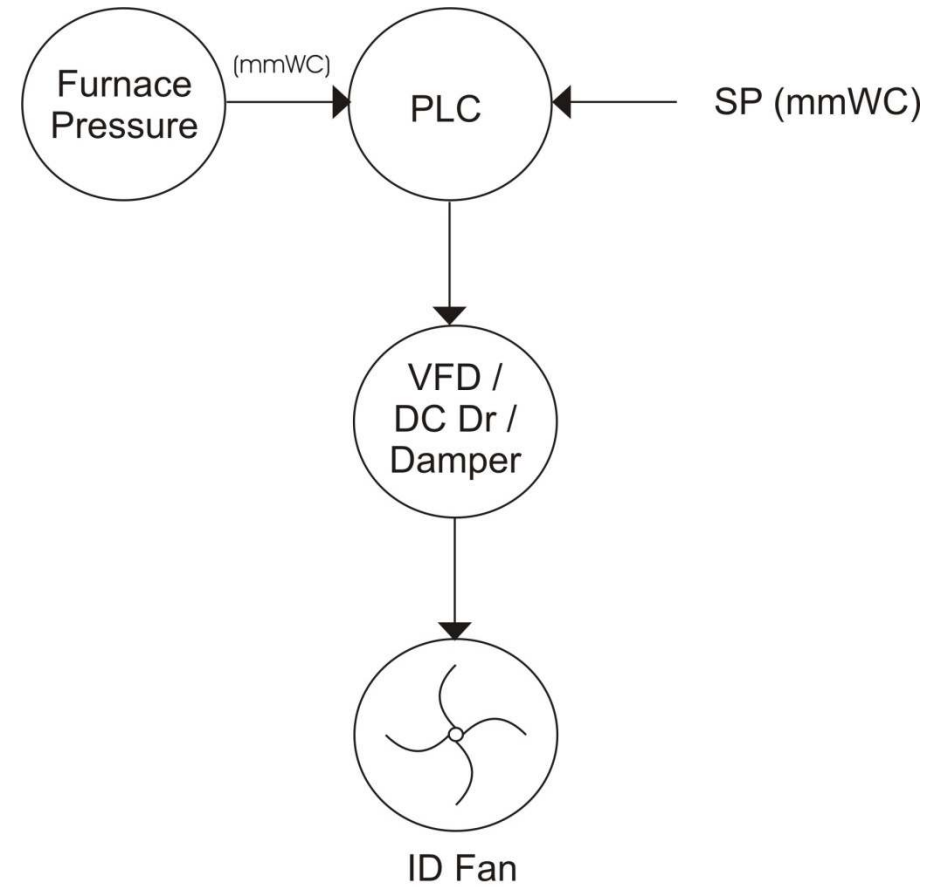 Furnace
Pressure
(mmWC)
PLC
SP (mmWC)
VFD /
DC Dr /
Damper
ID Fan